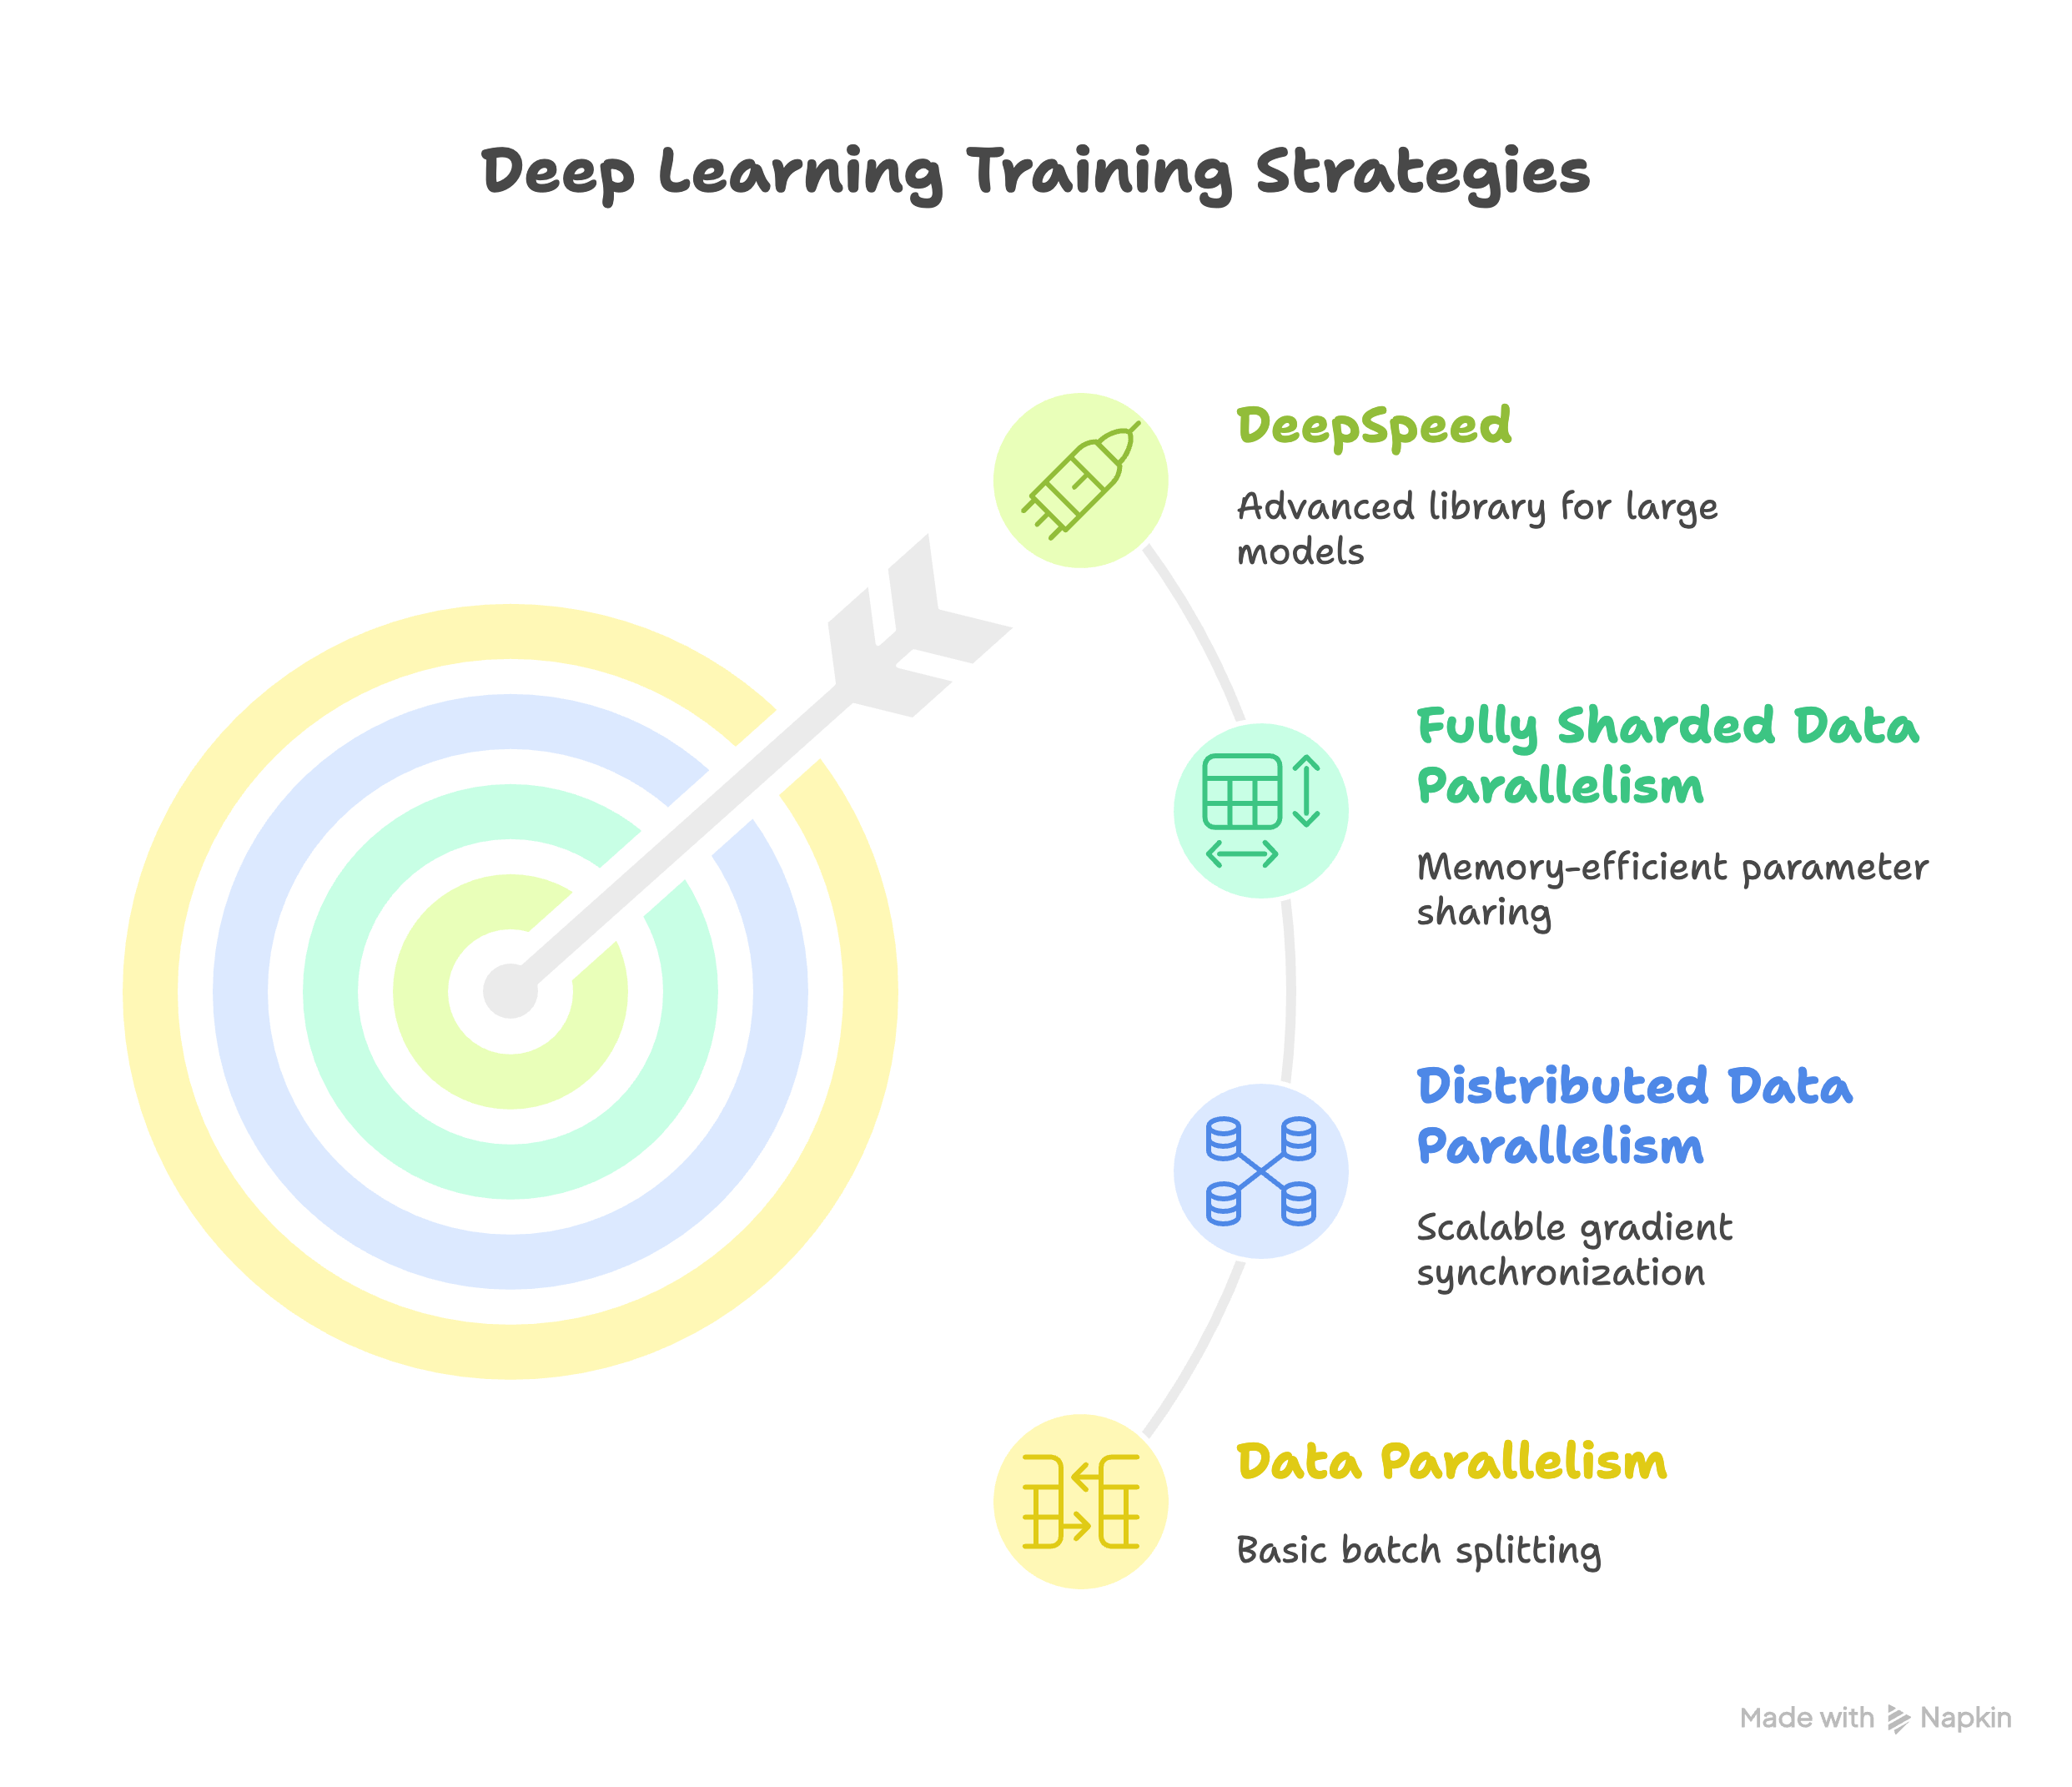 Deep Learning Training Strategies
DeepSpeed
Advanced library for large
models
Fully Sharded Data
Parallelism
Memory-efficient parameter
sharing
Distributed Data
Parallelism
Scalable gradient
synchronization
Data Parallelism
Basic batch splitting
Made with Napkin